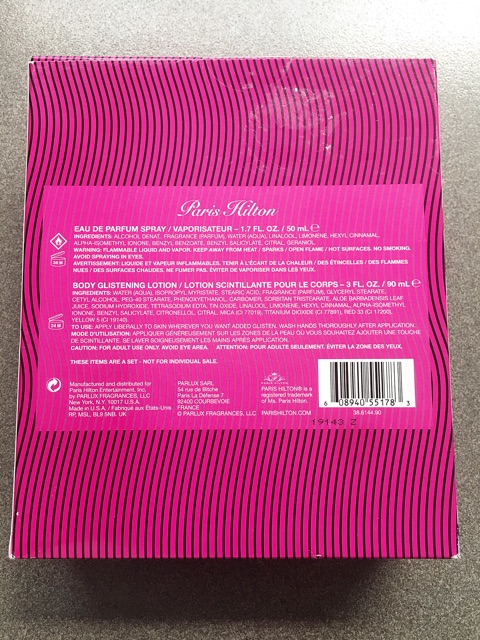 Paris Hilton
EAU DE PARFUM SPRAY / VAPORISATEUR – 1.7 FL. OZ. / 50 mL ℮
INGREDIENTS: ALCOHOL DENAT., FRAGRANCE (PARFUM), WATER (AQUA), LINALOOL, LIMONENE, HEXYL CINNAMAL,
ALPHA-ISOMETHYL IONONE, BENZYL BENZOATE, BENZYL SALICYLATE, CITRAL, GERANIOL.
WARNING: FLAMMABLE LIQUID AND VAPOR. KEEP AWAY FROM HEAT / SPARKS / OPEN FLAME / HOT SURFACES. NO SMOKING.
AVOID SPRAYING IN EYES.
AVERTISSEMENT: LIQUIDE ET VAPEUR INFLAMMABLES. TENIR À L'ÉCART DE LA CHALEUR / DES ÉTINCELLES / DES FLAMMES
NUES / DES SURFACES CHAUDES. NE FUMER PAS. ÉVITER DE VAPORISER DANS LES YEUX.
36 M
BODY GLISTENING LOTION / LOTION SCINTILLANTE POUR LE CORPS – 3 FL. OZ. / 90 mL ℮
INGREDIENTS: WATER (AQUA), ISOPROPYL MYRISTATE, STEARIC ACID, FRAGRANCE (PARFUM), GLYCERYL STEARATE,
CETYL ALCOHOL, PEG-40 STEARATE, PHENOXYETHANOL, CARBOMER, SORBITAN TRISTEARATE, ALOE BARBADENSIS LEAF
JUICE, SODIUM HYDROXIDE, TETRASODIUM EDTA, TIN OXIDE, LINALOOL, LIMONENE, HEXYL CINNAMAL, ALPHA-ISOMETHYL
IONONE, BENZYL SALICYLATE, CITRONELLOL, CITRAL, MICA (CI 77019), TITANIUM DIOXIDE (CI 77891), RED 33 (CI 17200),
YELLOW 5 (CI 19140).
24 M
TO USE: APPLY LIBERALLY TO SKIN WHEREVER YOU WANT ADDED GLISTEN. WASH HANDS THOROUGHLY AFTER APPLICATION.
MODE D'UTILISATION: APPLIQUER GÉNÉREUSEMENT SUR LES ZONES DE LA PEAU OÙ VOUS SOUHAITEZ AJOUTER UNE TOUCHE
DE SCINTILLANTE. SE LAVER SOIGNEUSEMENT LES MAINS APRÈS APPLICATION.
CAUTION: FOR ADULT USE ONLY. AVOID EYE AREA. ATTENTION: POUR ADULTE SEULEMENT. ÉVITER LA ZONE DES YEUX.
THESE ITEMS ARE A SET - NOT FOR INDIVIDUAL SALE.
Manufactured and distributed for
Paris Hilton Entertainment, Inc.
by PARLUX FRAGRANCES, LLC
New York, N.Y. 10017 U.S.A.
Made in U.S.A. / Fabriqué aux États-Unis
RP, MSL, BL9 5NB, UK
PARLUX SARL
54 rue de Bitche
Paris La Défense 7
92400 COURBEVOIE
FRANCE
© PARLUX FRAGRANCES, LLC
PARIS HILTON® is a
registered trademark
of Ms. Paris Hilton.
PARISHILTON.COM
6 08940 55178 3
38.6144.90
19143 Z